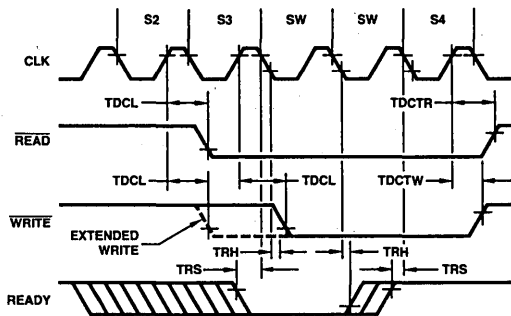 S2 S3 SW SW S4
CLK
TDCL TDCTR
READ
TDCL TDCL TDCTW
WRITE
EXTENDED
WRITE
TRH TRH
TRS TRS
READY